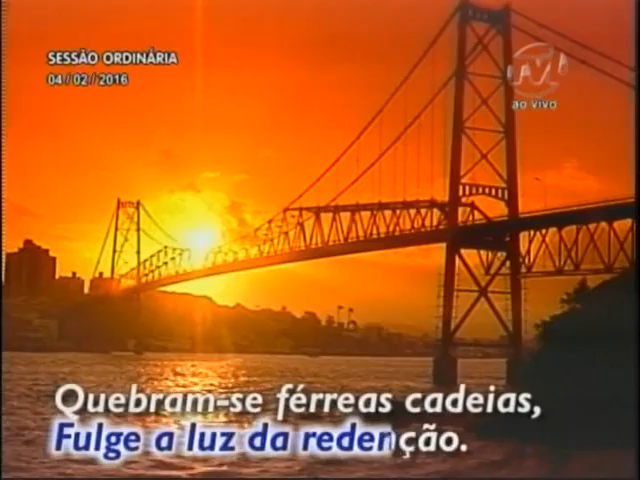 SESSÃO ORDINÁRIA
04 / 02 / 2016
TVL
ao vivo
Quebram-se férreas cadeias,
Fulge a luz da redenção.